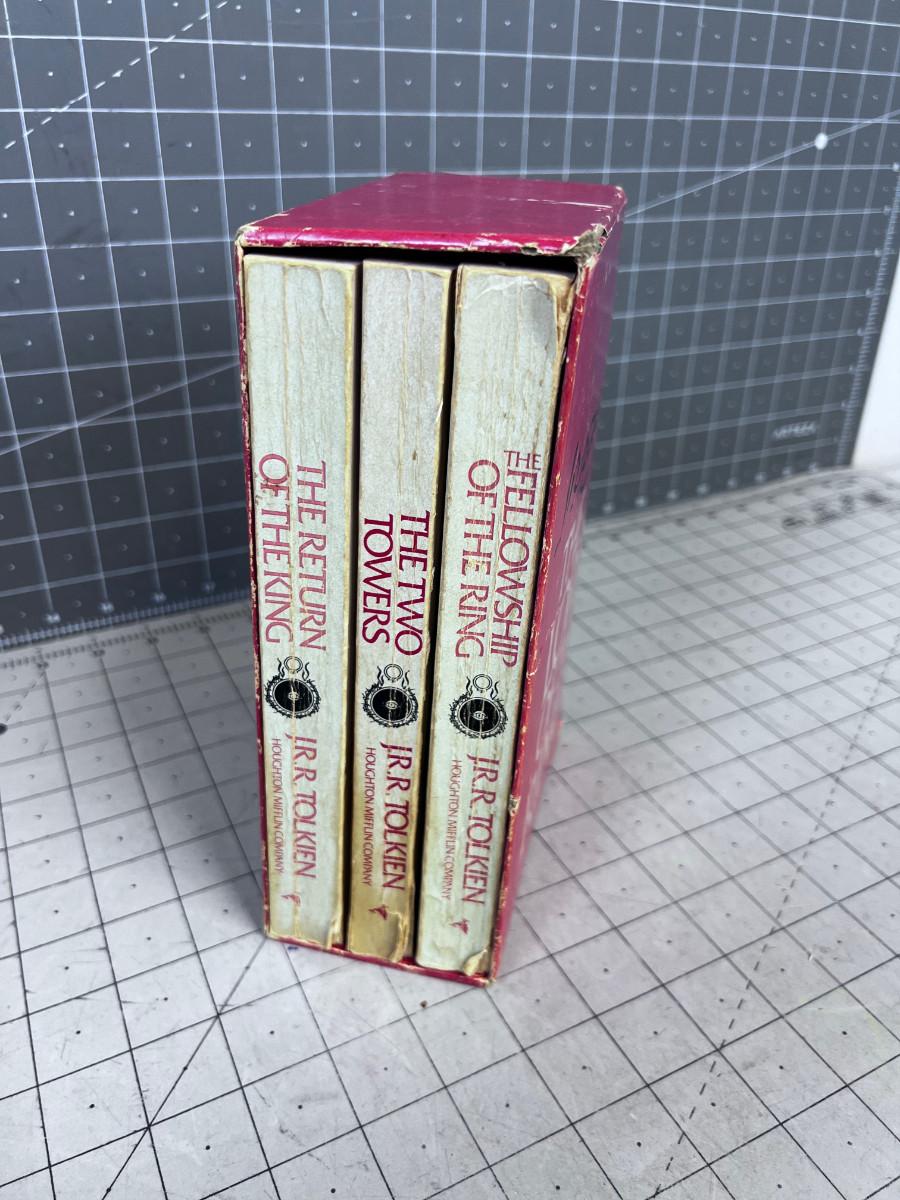 THE RETURN
OF THE KING
J.R.R. TOLKIEN
HOUGHTON MIFFLIN COMPANY
THE TWO
TOWERS
J.R.R. TOLKIEN
HOUGHTON MIFFLIN COMPANY
THE FELLOWSHIP
OF THE RING
J.R.R. TOLKIEN
HOUGHTON MIFFLIN COMPANY